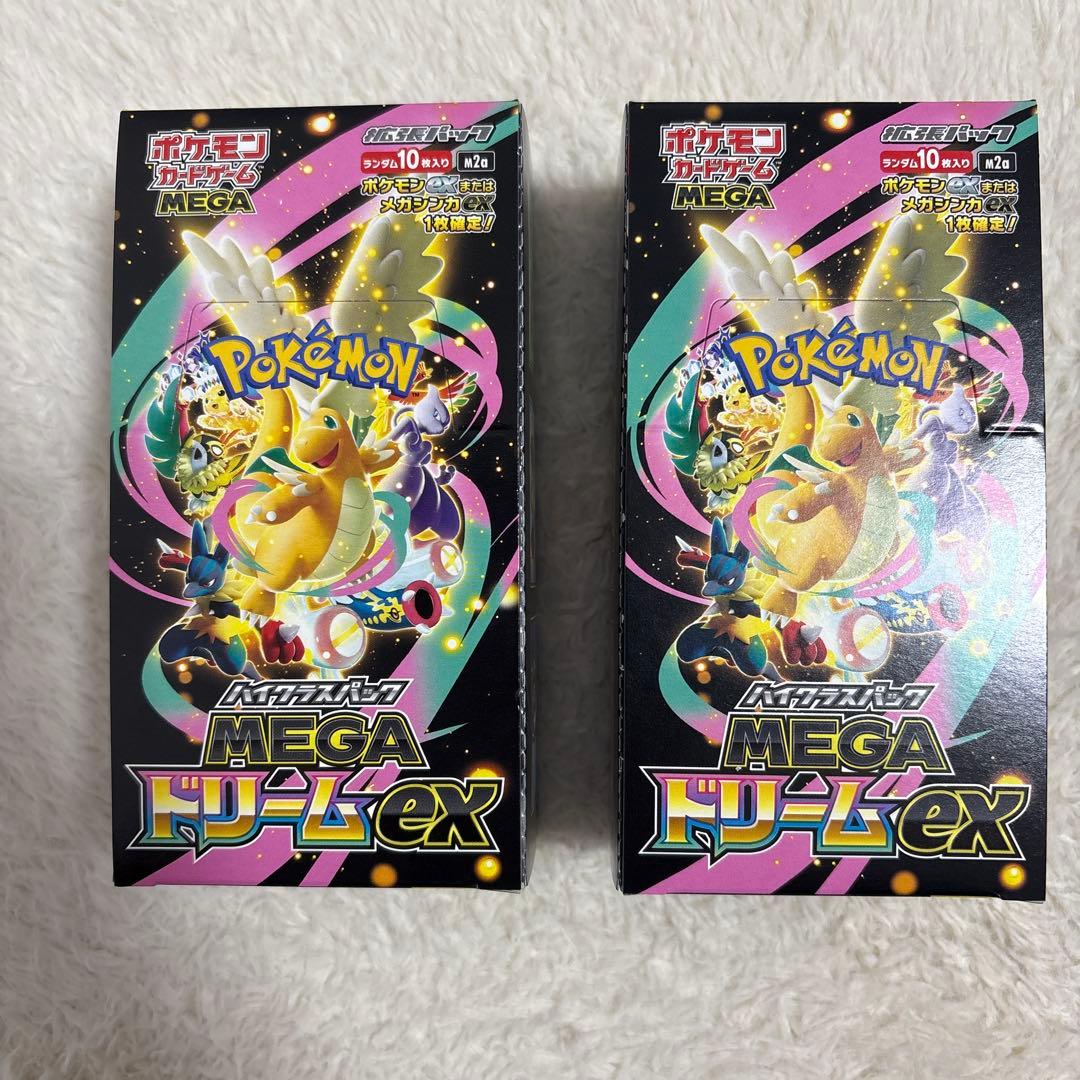 ポケモン
カードゲーム
MEGA
拡張パック
ランダム10枚入り
M2a
ポケモンexまたは
メガシンカex
1枚確定!
POKéMON
TM
ハイクラスパック
MEGA
ドリームex
ポケモン
カードゲーム
MEGA
拡張パック
ランダム10枚入り
M2a
ポケモンexまたは
メガシンカex
1枚確定!
POKéMON
TM
ハイクラスパック
MEGA
ドリームex